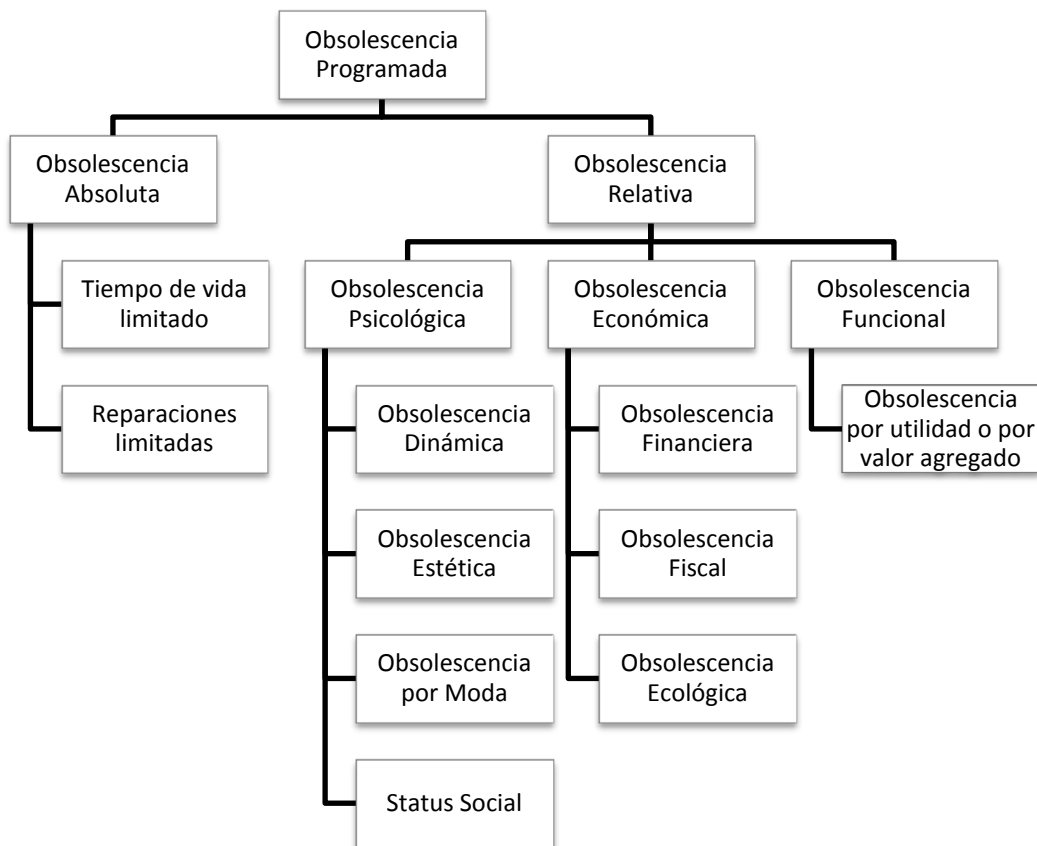 Obsolescencia
Programada
Obsolescencia
Absoluta
Obsolescencia
Relativa
Tiempo de vida
limitado
Reparaciones
limitadas
Obsolescencia
Psicológica
Obsolescencia
Económica
Obsolescencia
Funcional
Obsolescencia
Dinámica
Obsolescencia
Estética
Obsolescencia
por Moda
Status Social
Obsolescencia
Financiera
Obsolescencia
Fiscal
Obsolescencia
Ecológica
Obsolescencia
por utilidad o por
valor agregado